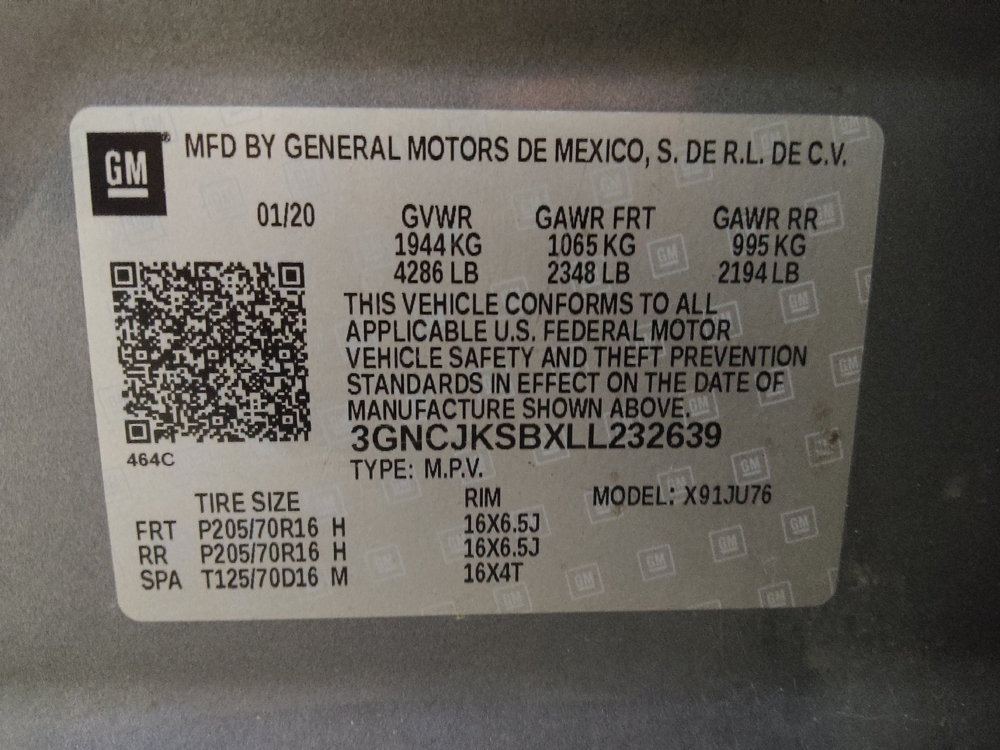 GM MFD BY GENERAL MOTORS DE MEXICO, S. DE R.L. DE C.V.
01/20 GVWR GAWR FRT GAWR RR
1944 KG 1065 KG 995 KG
4286 LB 2348 LB 2194 LB
THIS VEHICLE CONFORMS TO ALL
APPLICABLE U.S. FEDERAL MOTOR
VEHICLE SAFETY AND THEFT PREVENTION
STANDARDS IN EFFECT ON THE DATE OF
MANUFACTURE SHOWN ABOVE.
3GNCJKSBXLL232639
464C
TYPE: M.P.V.
TIRE SIZE RIM MODEL: X91JU76
FRT P205/70R16 H 16X6.5J
RR P205/70R16 H 16X6.5J
SPA T125/70D16 M 16X4T